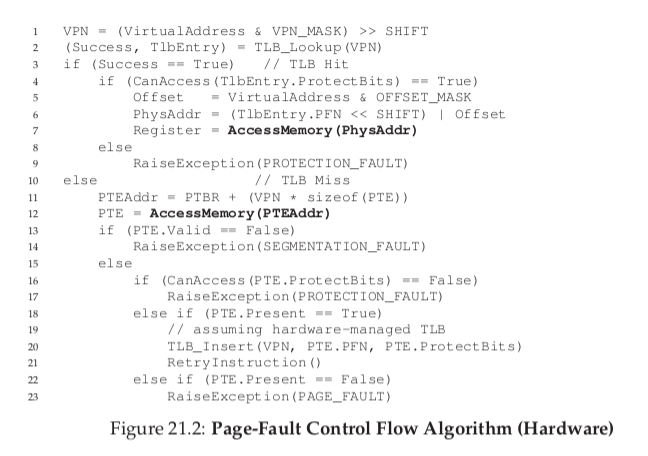 1 VPN = (VirtualAddress & VPN_MASK) >> SHIFT
2 (Success, TlbEntry) = TLB_Lookup(VPN)
3 if (Success == True) // TLB Hit
4 if (CanAccess(TlbEntry.ProtectBits) == True)
5 Offset = VirtualAddress & OFFSET_MASK
6 PhysAddr = (TlbEntry.PFN << SHIFT) | Offset
7 Register = AccessMemory(PhysAddr)
8 else
9 RaiseException(PROTECTION_FAULT)
10 else // TLB Miss
11 PTEAddr = PTBR + (VPN * sizeof(PTE))
12 PTE = AccessMemory(PTEAddr)
13 if (PTE.Valid == False)
14 RaiseException(SEGMENTATION_FAULT)
15 else
16 if (CanAccess(PTE.ProtectBits) == False)
17 RaiseException(PROTECTION_FAULT)
18 else if (PTE.Present == True)
19 // assuming hardware-managed TLB
20 TLB_Insert(VPN, PTE.PFN, PTE.ProtectBits)
21 RetryInstruction()
22 else if (PTE.Present == False)
23 RaiseException(PAGE_FAULT)
Figure 21.2: Page-Fault Control Flow Algorithm (Hardware)